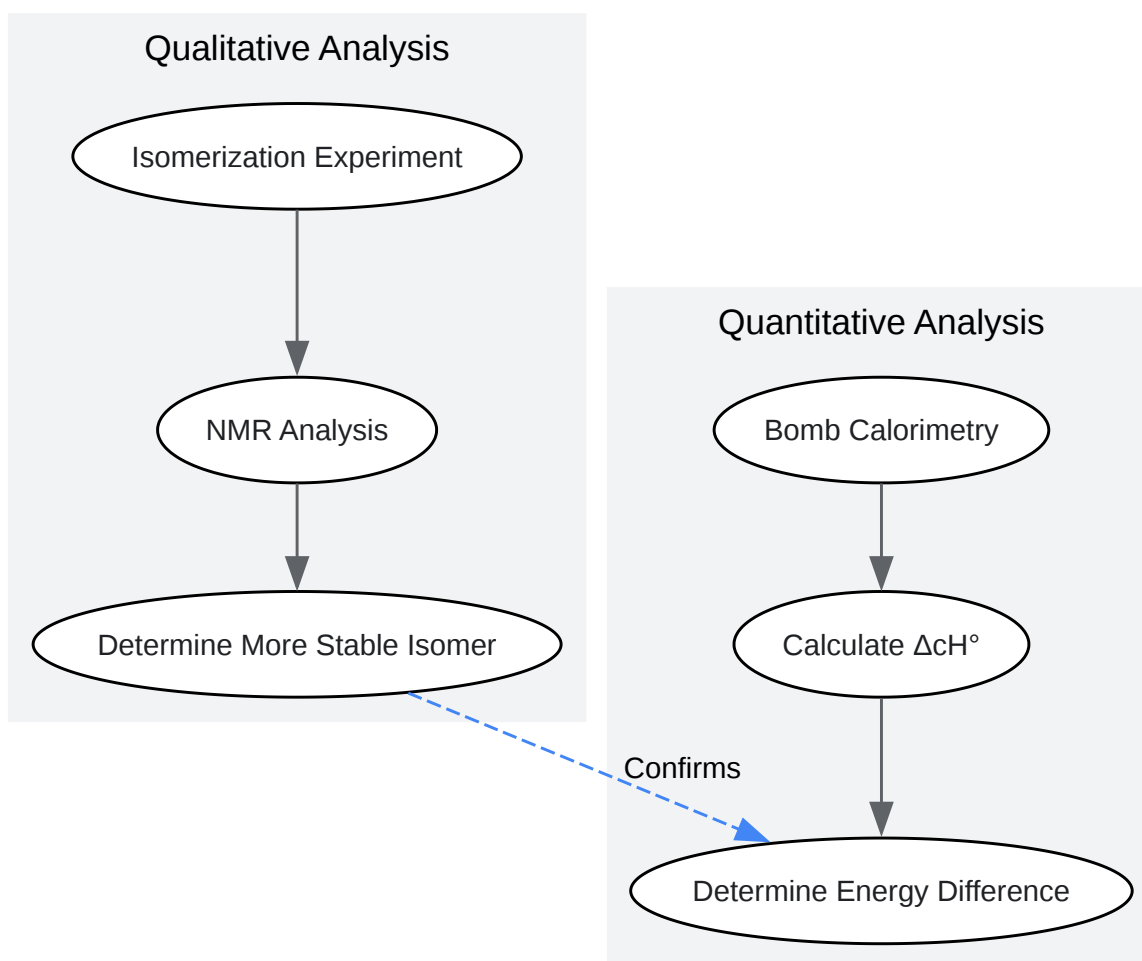 Qualitative Analysis
Isomerization Experiment
NMR Analysis
Determine More Stable Isomer
Confirms
Quantitative Analysis
Bomb Calorimetry
Calculate ΔcH°
Determine Energy Difference